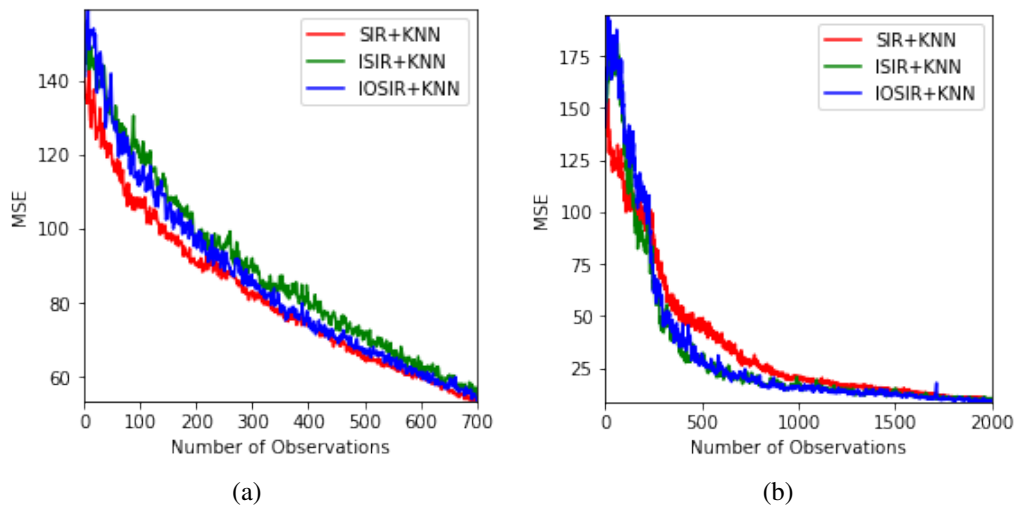 SIR+KNN
ISIR+KNN
IOSIR+KNN
140
120
100
80
60
MSE
0 100 200 300 400 500 600 700
Number of Observations
(a)
SIR+KNN
ISIR+KNN
IOSIR+KNN
175
150
125
100
75
50
25
MSE
0 500 1000 1500 2000
Number of Observations
(b)